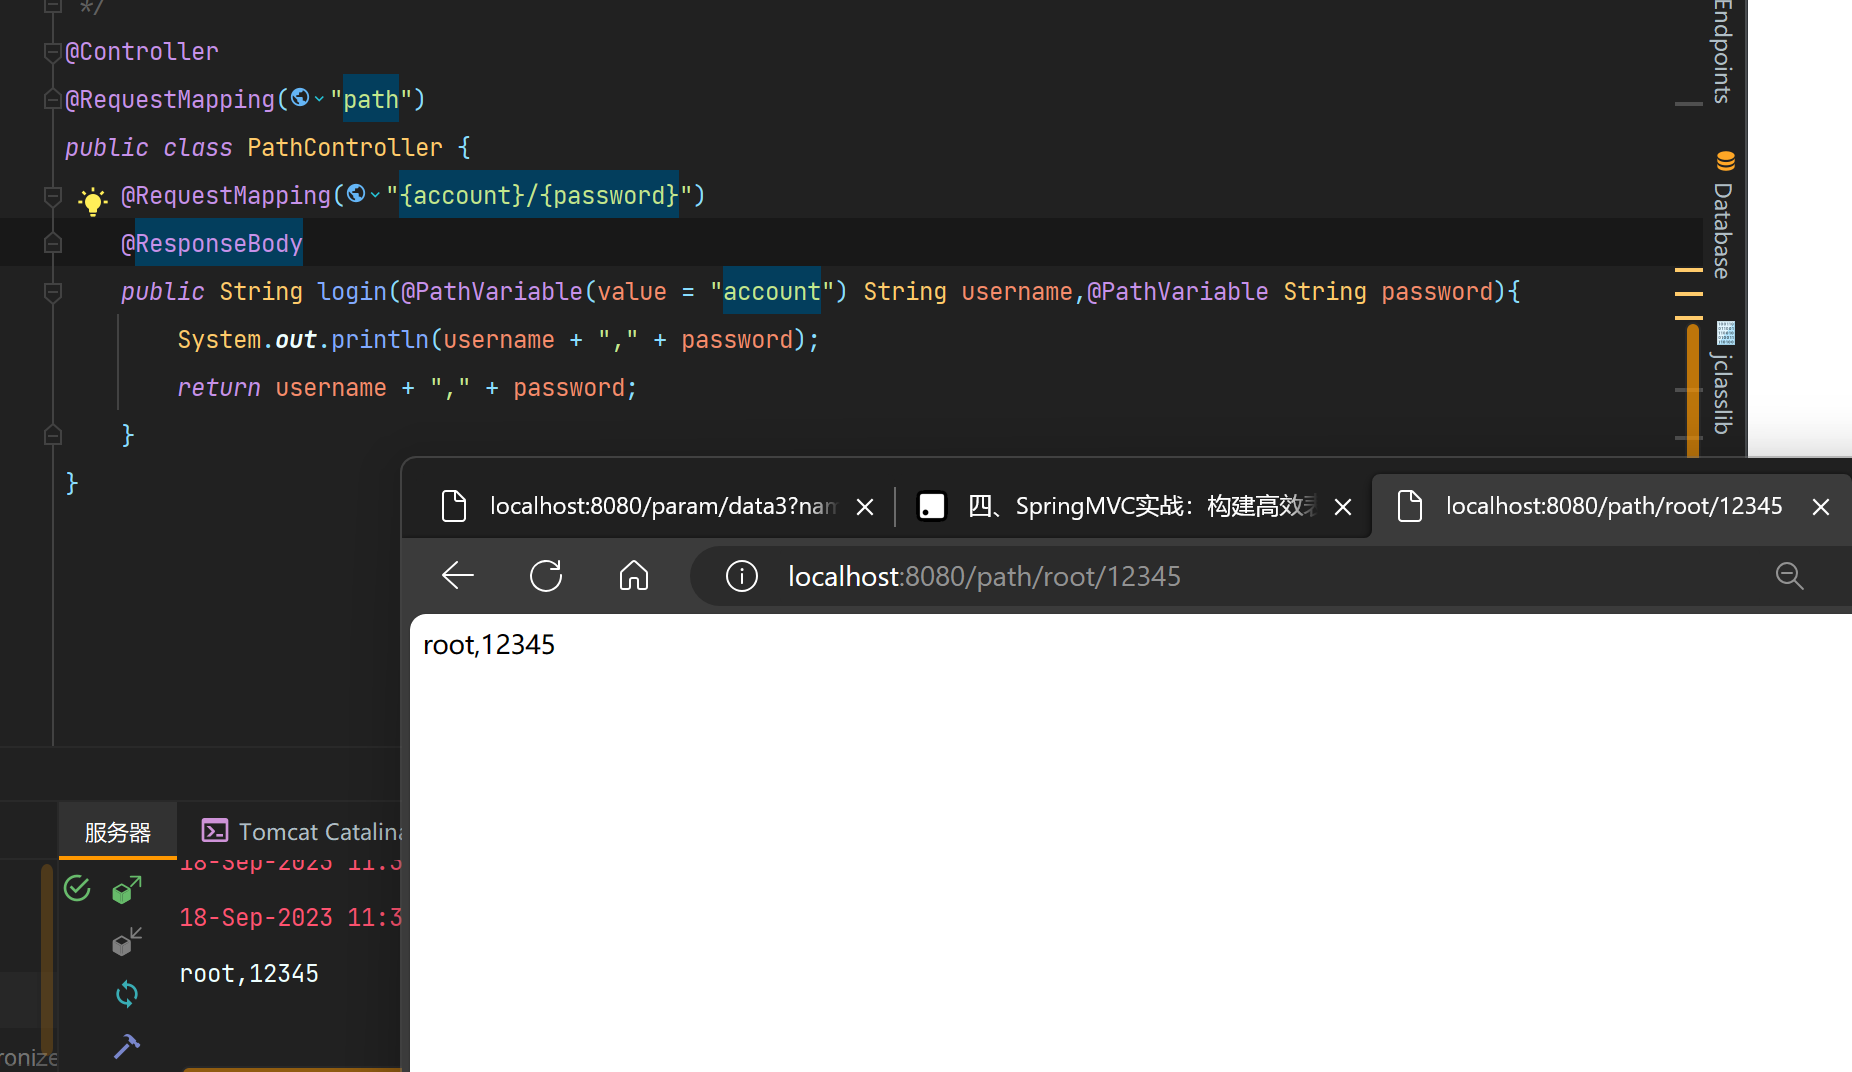 */
@Controller
@RequestMapping("path")
public class PathController {
@RequestMapping("{account}/{password}")
@ResponseBody
public String login(@PathVariable(value = "account") String username,@PathVariable String password){
System.out.println(username + "," + password);
return username + "," + password;
}
}
Endpoints
Database
jclasslib
localhost:8080/param/data3?nam
四、SpringMVC实战：构建高效表
localhost:8080/path/root/12345
localhost:8080/path/root/12345
root,12345
服务器
Tomcat Catalina
18-Sep-2023 11:3
18-Sep-2023 11:3
root,12345
ronize